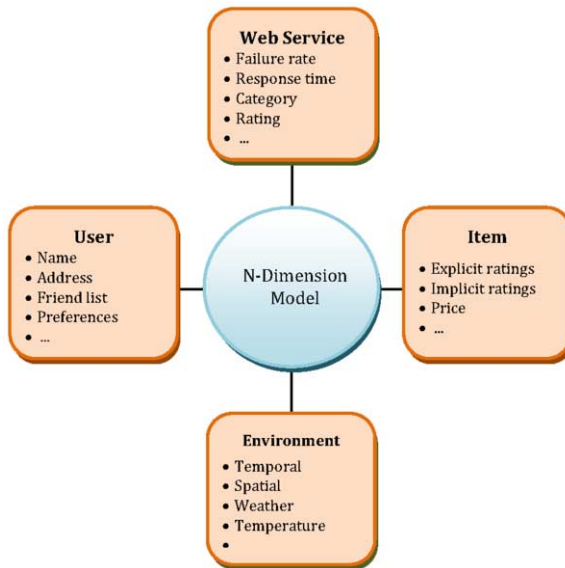 Web Service
• Failure rate
• Response time
• Category
• Rating
• ...
User
• Name
• Address
• Friend list
• Preferences
• ...
N-Dimension
Model
Item
• Explicit ratings
• Implicit ratings
• Price
• ...
Environment
• Temporal
• Spatial
• Weather
• Temperature
•